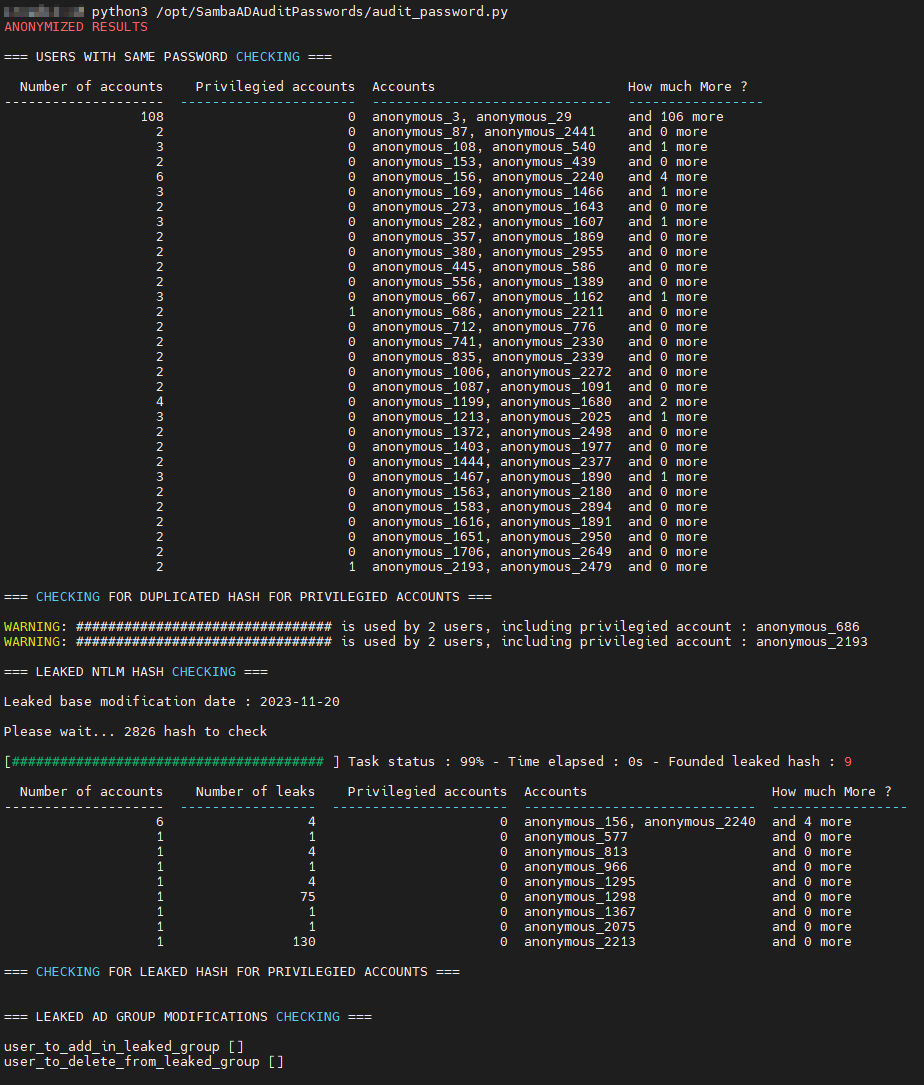 python3 /opt/SambaADAuditPasswords/audit_password.py
ANONYMIZED RESULTS
=== USERS WITH SAME PASSWORD CHECKING ===
Number of accounts Privilegied accounts Accounts How much More ?
-------------------- ---------------------- ------------------------------ -----------------
108 0 anonymous_3, anonymous_29 and 106 more
2 0 anonymous_87, anonymous_2441 and 0 more
3 0 anonymous_108, anonymous_540 and 1 more
2 0 anonymous_153, anonymous_439 and 0 more
6 0 anonymous_156, anonymous_2240 and 4 more
3 0 anonymous_169, anonymous_1466 and 1 more
2 0 anonymous_273, anonymous_1643 and 0 more
3 0 anonymous_282, anonymous_1607 and 1 more
2 0 anonymous_357, anonymous_1869 and 0 more
2 0 anonymous_380, anonymous_2955 and 0 more
2 0 anonymous_445, anonymous_586 and 0 more
2 0 anonymous_556, anonymous_1389 and 0 more
3 0 anonymous_667, anonymous_1162 and 1 more
2 1 anonymous_686, anonymous_2211 and 0 more
2 0 anonymous_712, anonymous_776 and 0 more
2 0 anonymous_741, anonymous_2330 and 0 more
2 0 anonymous_835, anonymous_2339 and 0 more
2 0 anonymous_1006, anonymous_2272 and 0 more
2 0 anonymous_1087, anonymous_1091 and 0 more
4 0 anonymous_1199, anonymous_1680 and 2 more
3 0 anonymous_1213, anonymous_2025 and 1 more
2 0 anonymous_1372, anonymous_2498 and 0 more
2 0 anonymous_1403, anonymous_1977 and 0 more
2 0 anonymous_1444, anonymous_2377 and 0 more
3 0 anonymous_1467, anonymous_1890 and 1 more
2 0 anonymous_1563, anonymous_2180 and 0 more
2 0 anonymous_1583, anonymous_2894 and 0 more
2 0 anonymous_1616, anonymous_1891 and 0 more
2 0 anonymous_1651, anonymous_2950 and 0 more
2 0 anonymous_1706, anonymous_2649 and 0 more
2 1 anonymous_2193, anonymous_2479 and 0 more
=== CHECKING FOR DUPLICATED HASH FOR PRIVILEGIED ACCOUNTS ===
WARNING: ################################ is used by 2 users, including privilegied account : anonymous_686
WARNING: ################################ is used by 2 users, including privilegied account : anonymous_2193
=== LEAKED NTLM HASH CHECKING ===
Leaked base modification date : 2023-11-20
Please wait... 2826 hash to check
[####################################### ] Task status : 99% - Time elapsed : 0s - Founded leaked hash : 9
Number of accounts Number of leaks Privilegied accounts Accounts How much More ?
-------------------- ----------------- ---------------------- ----------------------------- -----------------
6 4 0 anonymous_156, anonymous_2240 and 4 more
1 1 0 anonymous_577 and 0 more
1 4 0 anonymous_813 and 0 more
1 1 0 anonymous_966 and 0 more
1 4 0 anonymous_1295 and 0 more
1 75 0 anonymous_1298 and 0 more
1 1 0 anonymous_1367 and 0 more
1 1 0 anonymous_2075 and 0 more
1 130 0 anonymous_2213 and 0 more
=== CHECKING FOR LEAKED HASH FOR PRIVILEGIED ACCOUNTS ===
=== LEAKED AD GROUP MODIFICATIONS CHECKING ===
user_to_add_in_leaked_group []
user_to_delete_from_leaked_group []